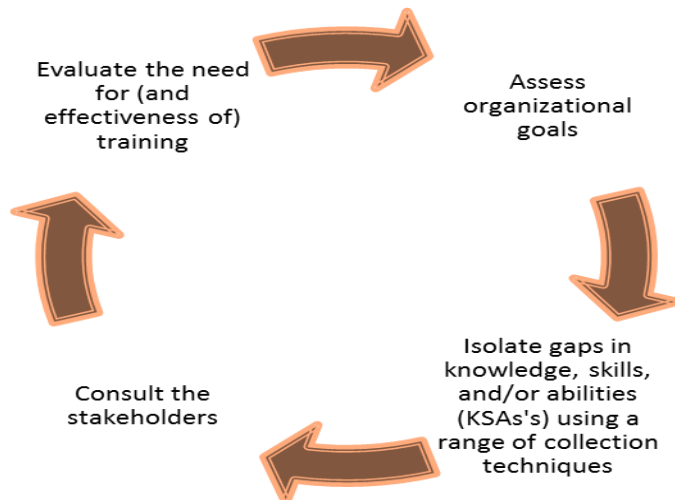 Evaluate the need
for (and
effectiveness of)
training
Assess
organizational
goals
Isolate gaps in
knowledge, skills,
and/or abilities
(KSAs's) using a
range of collection
techniques
Consult the
stakeholders